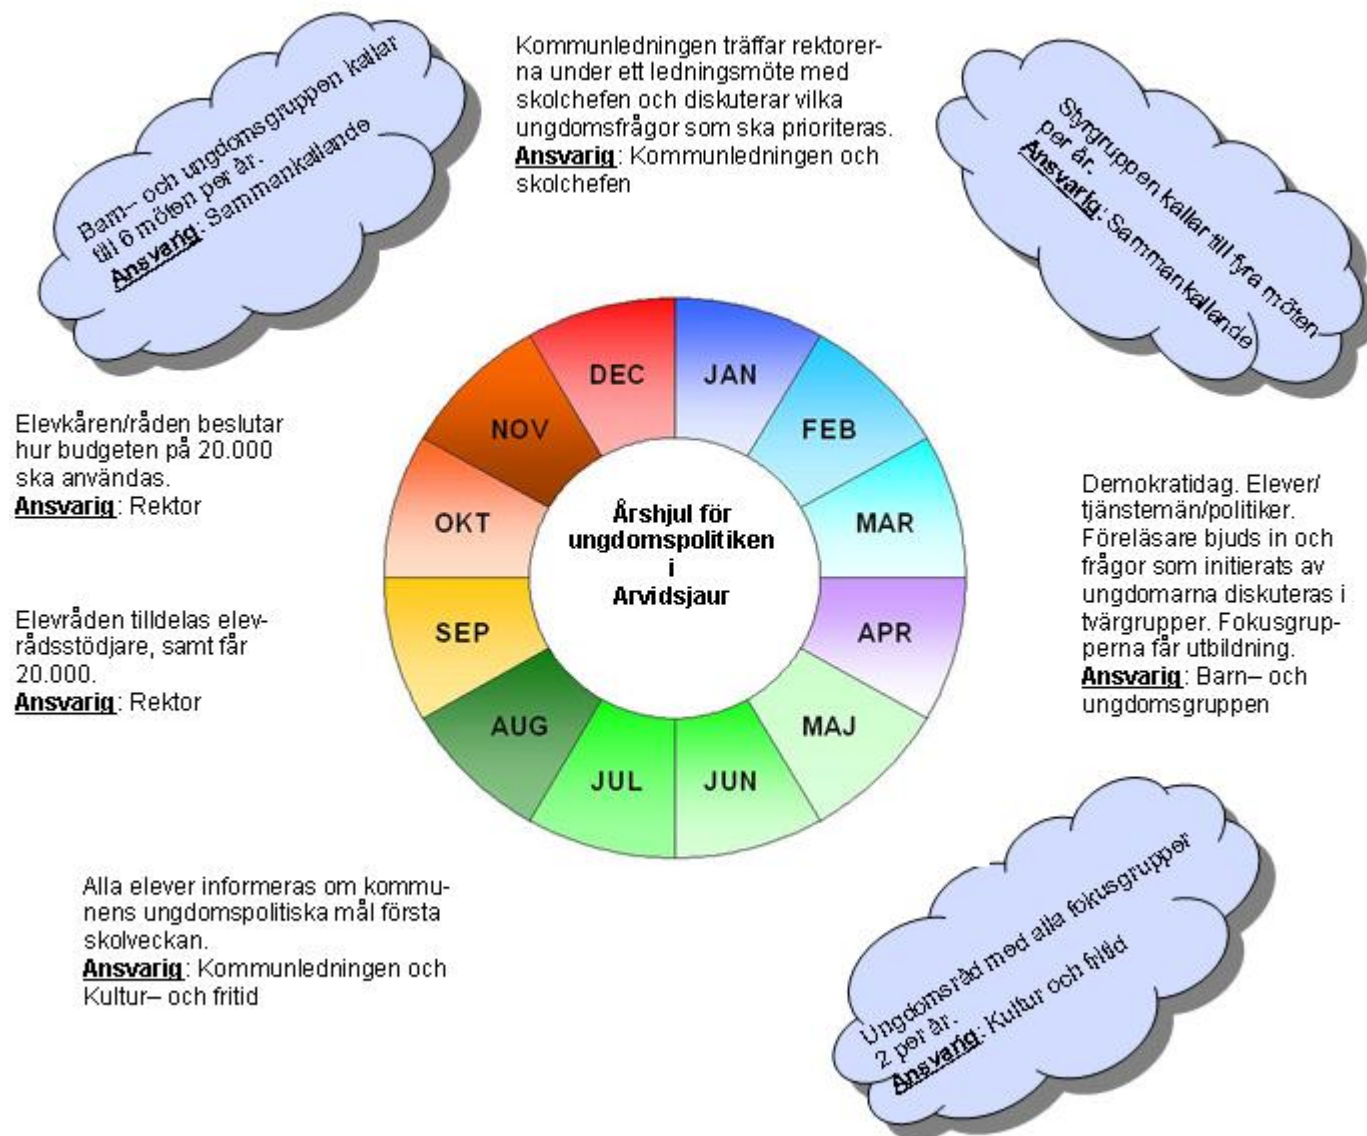 Barn– och ungdomsgruppen kallar
till 6 möten per år.
Ansvarig: Sammankallande
Kommunledningen träffar rektorer-
na under ett ledningsmöte med
skolchefen och diskuterar vilka
ungdomsfrågor som ska prioriteras.
Ansvarig: Kommunledningen och
skolchefen
Styrgruppen kallar till fyra möten
per år.
Ansvarig: Sammankallande
DEC
JAN
NOV
FEB
OKT
MAR
SEP
APR
AUG
MAJ
JUL
JUN
Årshjul för
ungdomspolitiken
i
Arvidsjaur
Elevkåren/råden beslutar
hur budgeten på 20.000
ska användas.
Ansvarig: Rektor
Demokratidag. Elever/
tjänstemän/politiker.
Föreläsare bjuds in och
frågor som initierats av
ungdomarna diskuteras i
tvärgrupper. Fokusgrup-
perna får utbildning.
Ansvarig: Barn– och
ungdomsgruppen
Elevråden tilldelas elev-
rådsstödjare, samt får
20.000.
Ansvarig: Rektor
Alla elever informeras om kommu-
nens ungdomspolitiska mål första
skolveckan.
Ansvarig: Kommunledningen och
Kultur– och fritid
Ungdomsråd med alla fokusgrupper
2 per år.
Ansvarig: Kultur och fritid